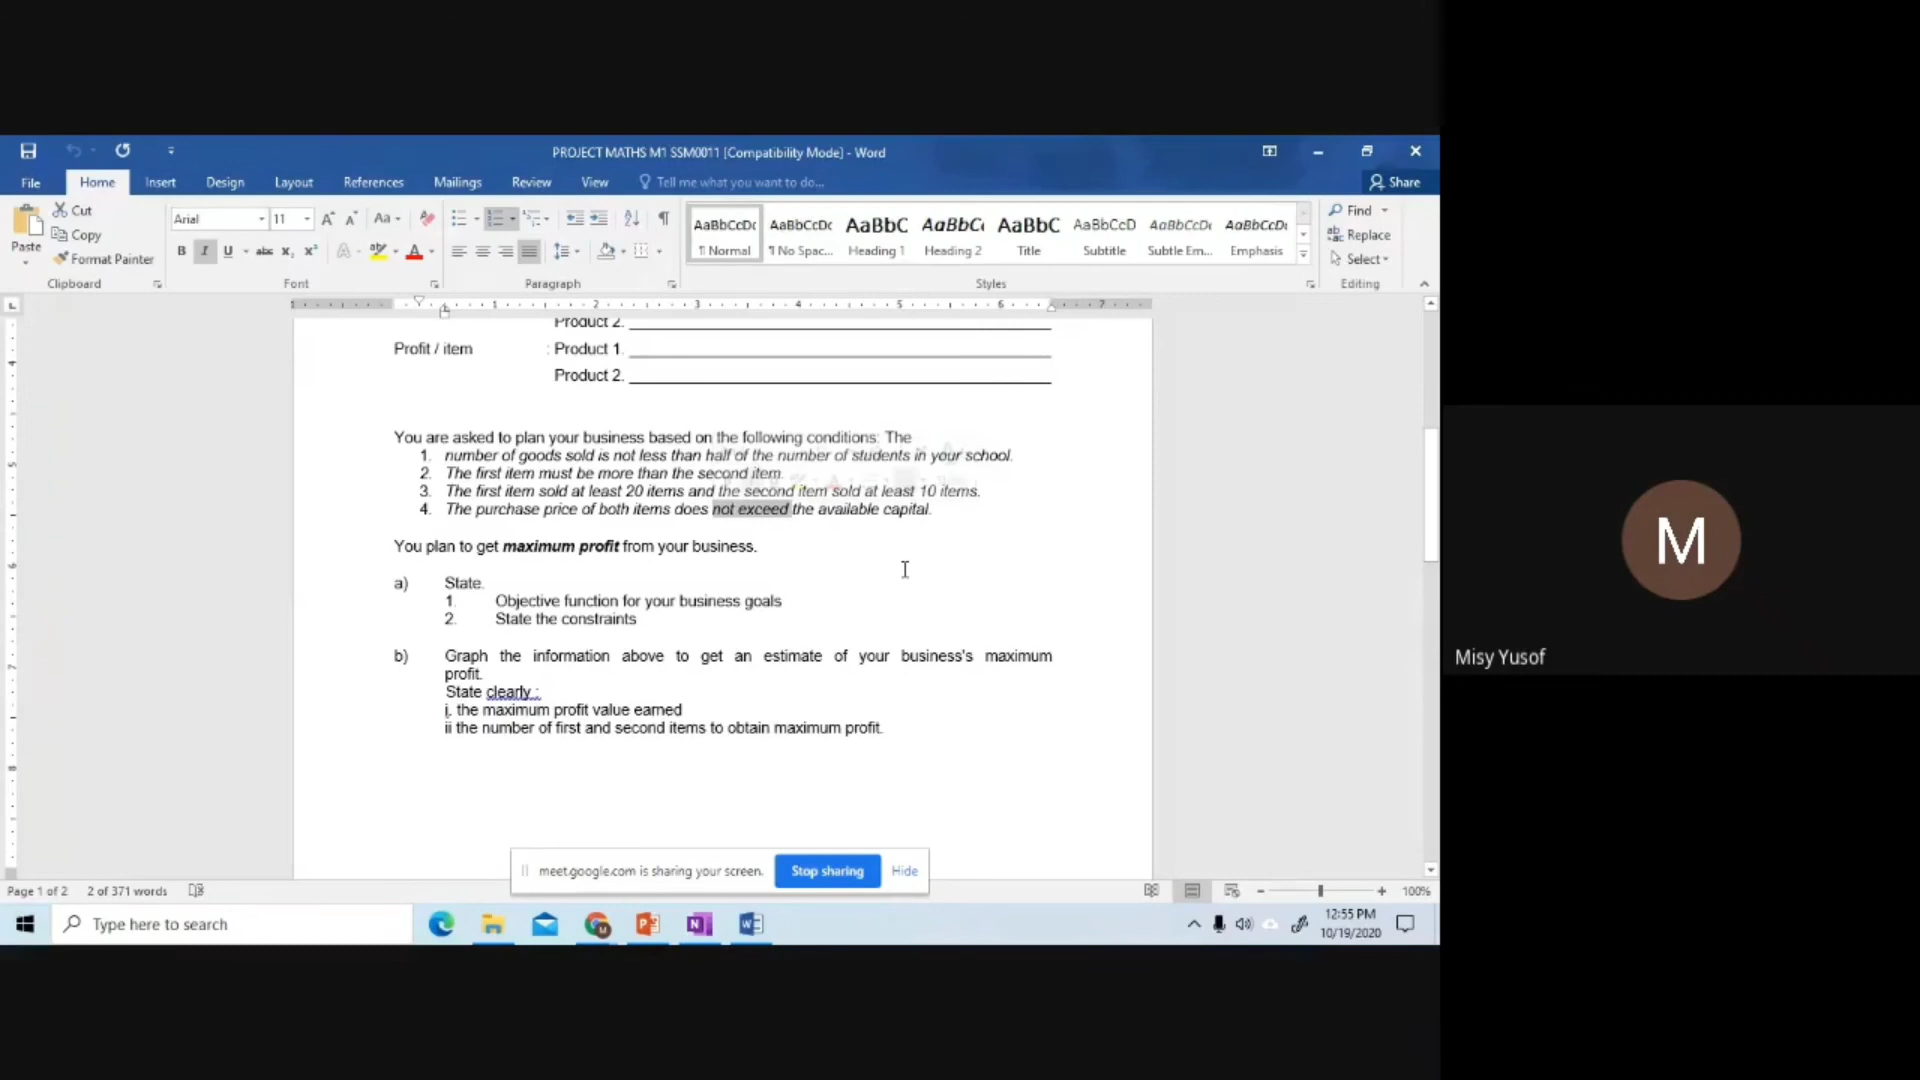 PROJECT MATHS M1 SSM0011 [Compatibility Mode] - Word
File Home Insert Design Layout References Mailings Review View Tell me what you want to do... Share
Cut
Copy
Format Painter
Paste
Clipboard
Arial 11
Font
Paragraph
AaBbCcDc AaBbCcDc AaBbC AaBbCc AaBbC AaBbCcD AaBbCcDc AaBbCcDc
¶ Normal ¶ No Spac... Heading 1 Heading 2 Title Subtitle Subtle Em... Emphasis
Styles
Find
Replace
Select
Editing
1 1 2 3 4 5 6 7
Product 2.
Profit / item : Product 1.
Product 2.
You are asked to plan your business based on the following conditions: The
1. number of goods sold is not less than half of the number of students in your school.
2. The first item must be more than the second item.
3. The first item sold at least 20 items and the second item sold at least 10 items.
4. The purchase price of both items does not exceed the available capital.
You plan to get maximum profit from your business.
a) State.
1. Objective function for your business goals
2. State the constraints
b) Graph the information above to get an estimate of your business's maximum
profit.
State clearly :
i. the maximum profit value earned
ii the number of first and second items to obtain maximum profit.
meet.google.com is sharing your screen. Stop sharing Hide
Page 1 of 2 2 of 371 words 100%
Type here to search
12:55 PM
10/19/2020
M
Misy Yusof